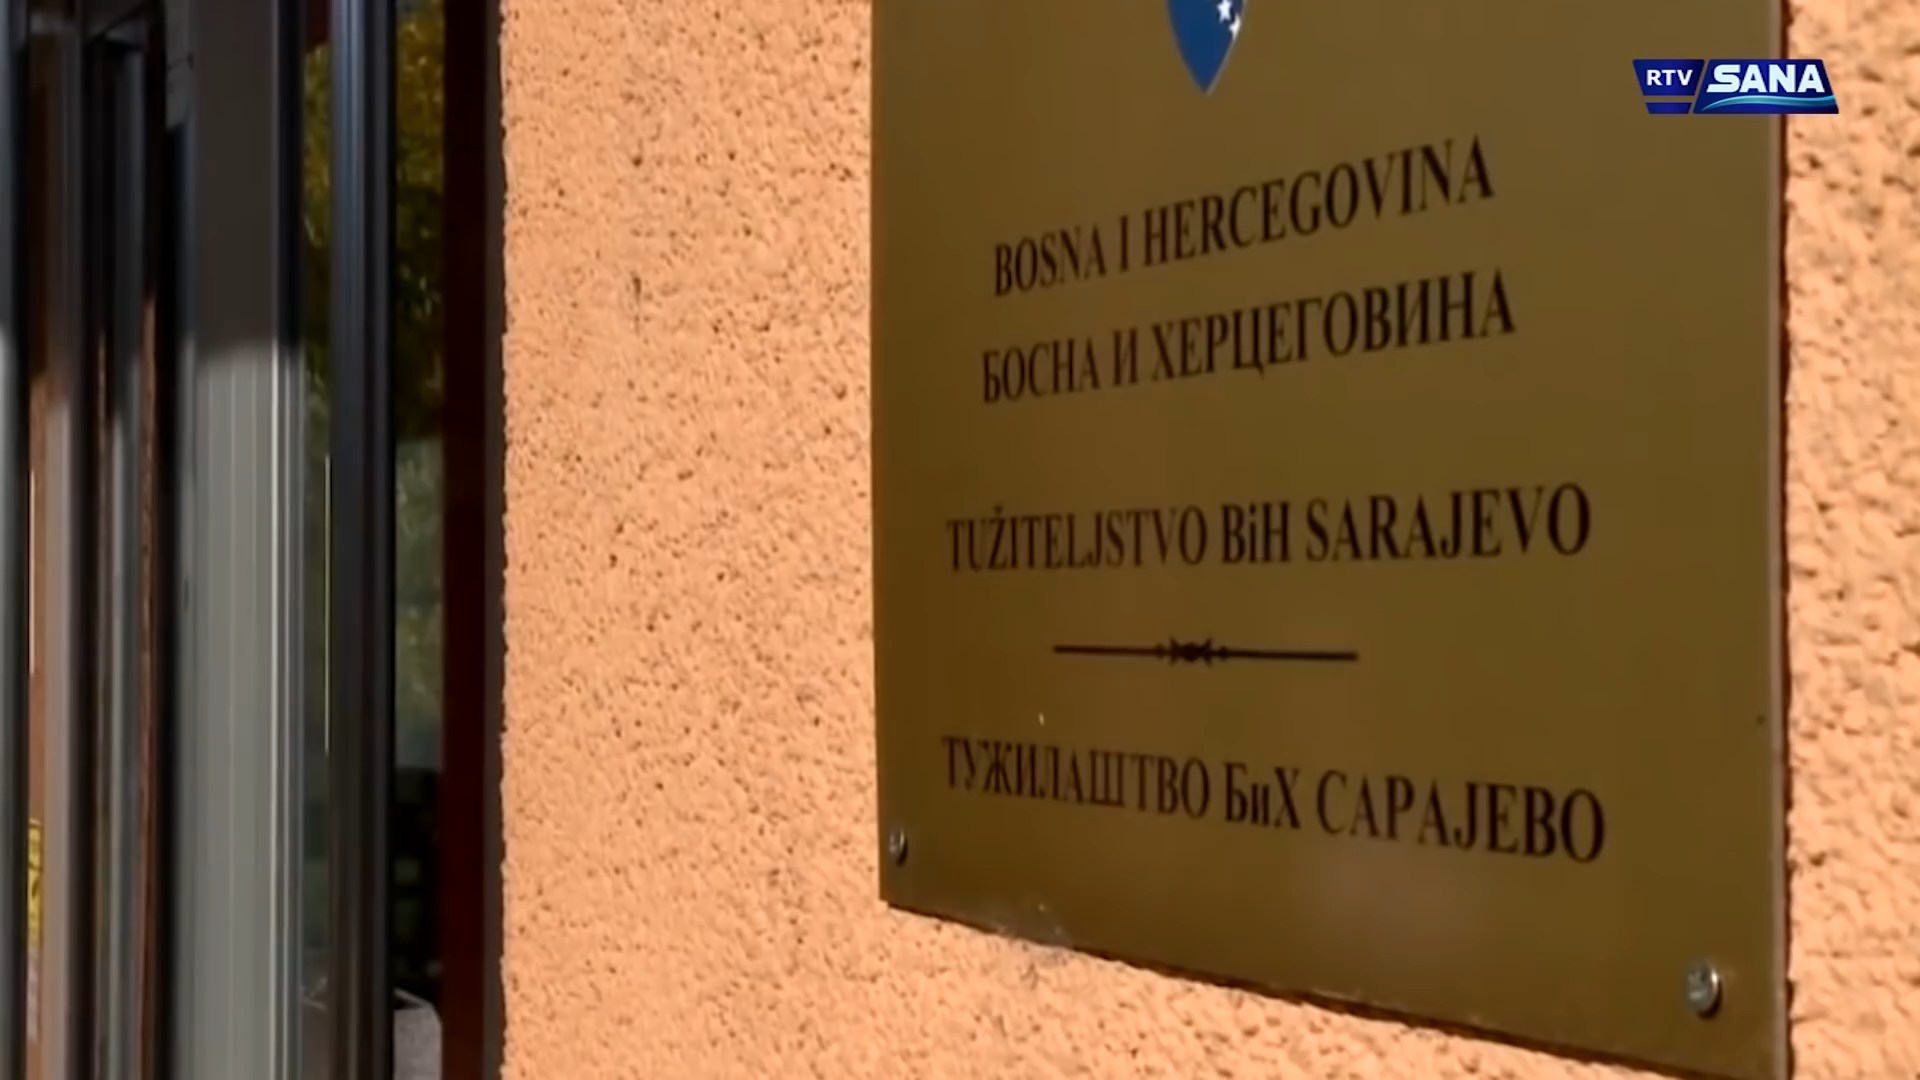 RTV SANA
BOSNA I HERCEGOVINA
БОСНА И ХЕРЦЕГОВИНА
TUŽITELJSTVO BiH SARAJEVO
ТУЖИЛАШТВО БиХ САРАЈЕВО